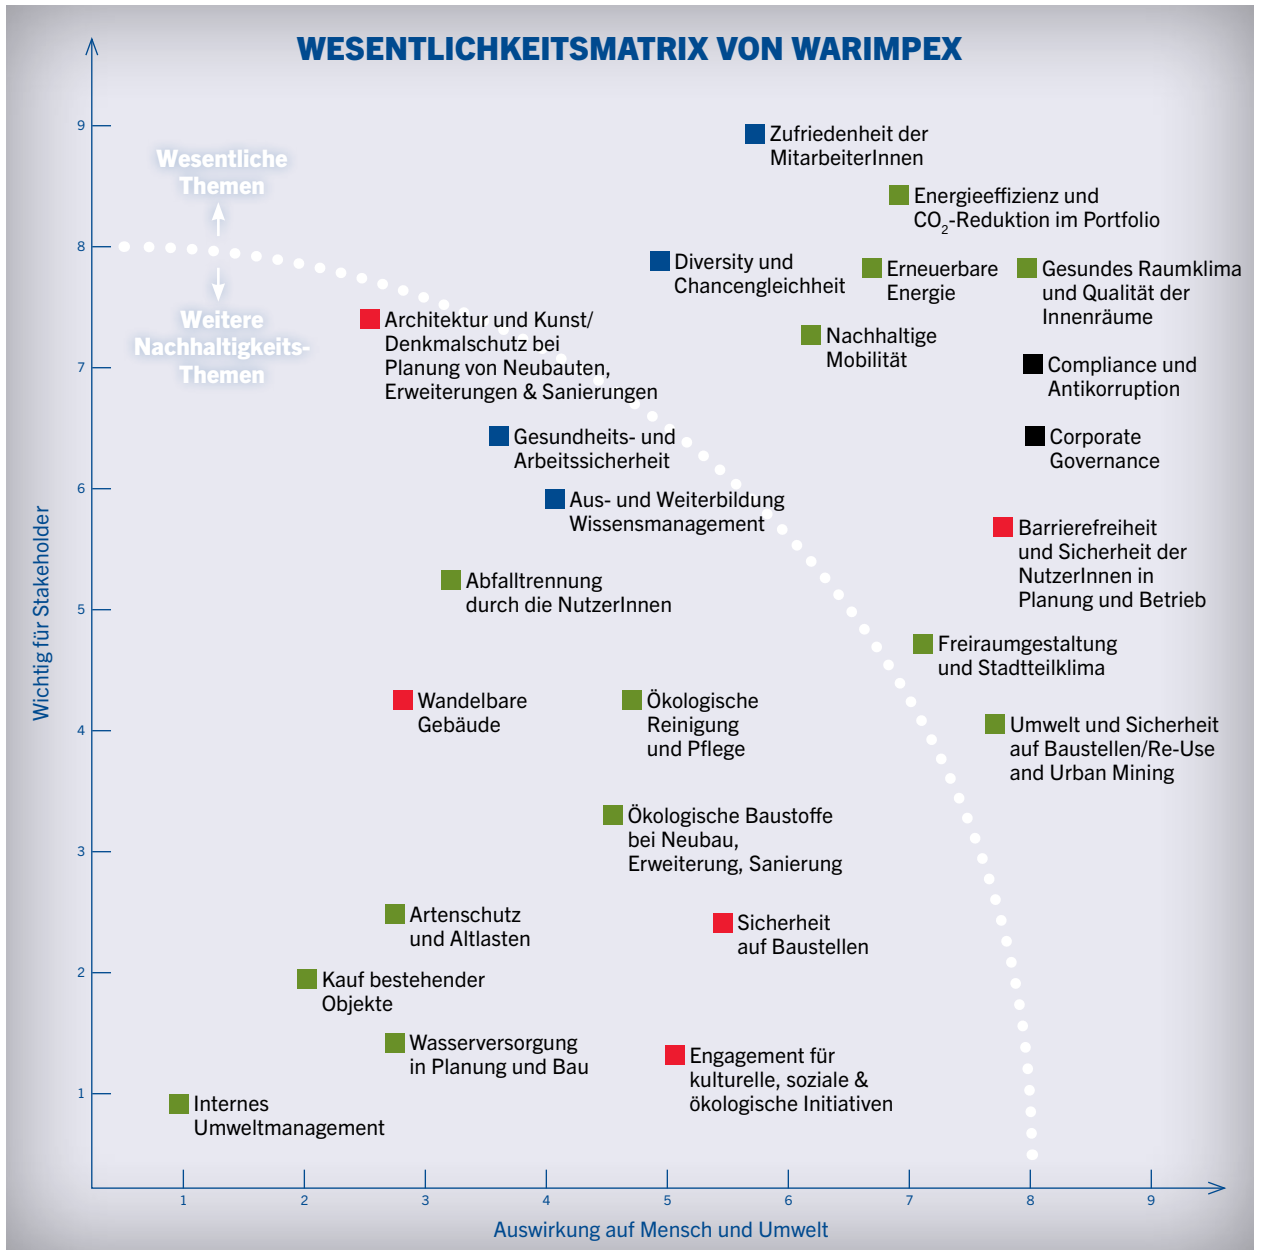 WESENTLICHKEITSMATRIX VON WARIMPEX
9
Zufriedenheit der
MitarbeiterInnen
Wesentliche
Themen
Energieeffizienz und
CO2-Reduktion im Portfolio
8
Diversity und
Chancengleichheit
Erneuerbare
Energie
Gesundes Raumklima
und Qualität der
Innenräume
Weitere
Nachhaltigkeits-
Themen
Architektur und Kunst/
Denkmalschutz bei
Planung von Neubauten,
Erweiterungen & Sanierungen
Nachhaltige
Mobilität
7
Compliance und
Antikorruption
Gesundheits- und
Arbeitssicherheit
Corporate
Governance
6
Aus- und Weiterbildung
Wissensmanagement
Barrierefreiheit
und Sicherheit der
NutzerInnen in
Planung und Betrieb
Wichtig für Stakeholder
Abfalltrennung
durch die NutzerInnen
5
Freiraumgestaltung
und Stadtteilklima
Wandelbare
Gebäude
Ökologische
Reinigung
und Pflege
4
Umwelt und Sicherheit
auf Baustellen/Re-Use
and Urban Mining
Ökologische Baustoffe
bei Neubau,
Erweiterung, Sanierung
3
Artenschutz
und Altlasten
Sicherheit
auf Baustellen
2
Kauf bestehender
Objekte
Wasserversorgung
in Planung und Bau
Engagement für
kulturelle, soziale &
ökologische Initiativen
1
Internes
Umweltmanagement
1 2 3 4 5 6 7 8 9
Auswirkung auf Mensch und Umwelt